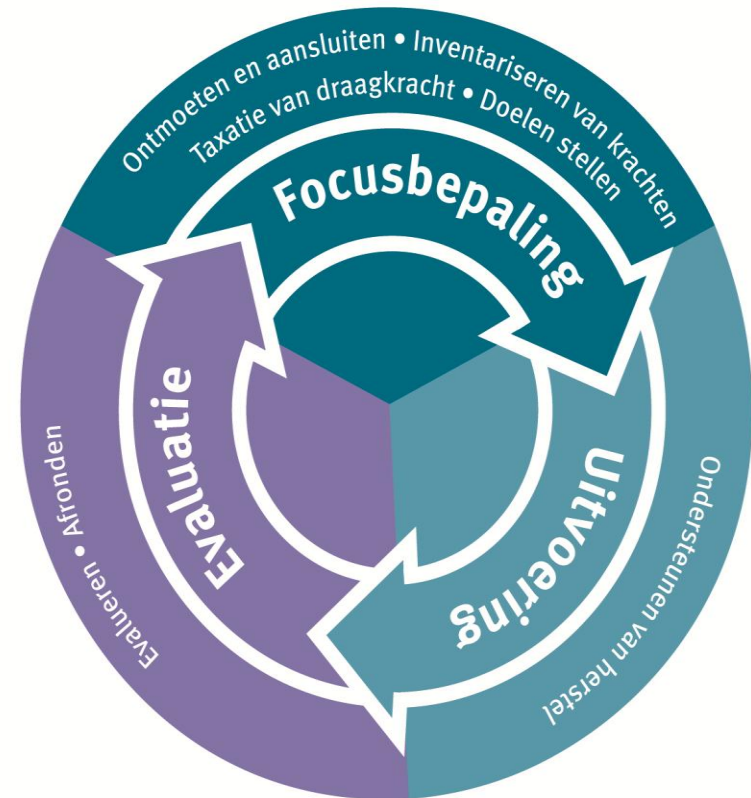 Ontmoeten en aansluiten • Inventariseren van krachten
Taxatie van draagkracht • Doelen stellen
Focusbepaling
Uitvoering
Ondersteunen van herstel
Evaluatie
Evalueren • Afronden